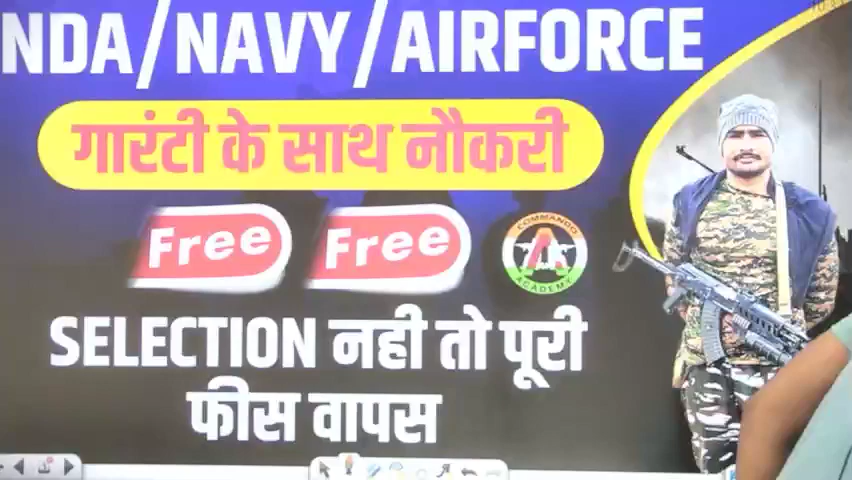 NDA/NAVY/AIRFORCE
गारंटी के साथ नौकरी
Free Free
COMMANDO
ACADEMY
SELECTION नही तो पूरी
फीस वापस